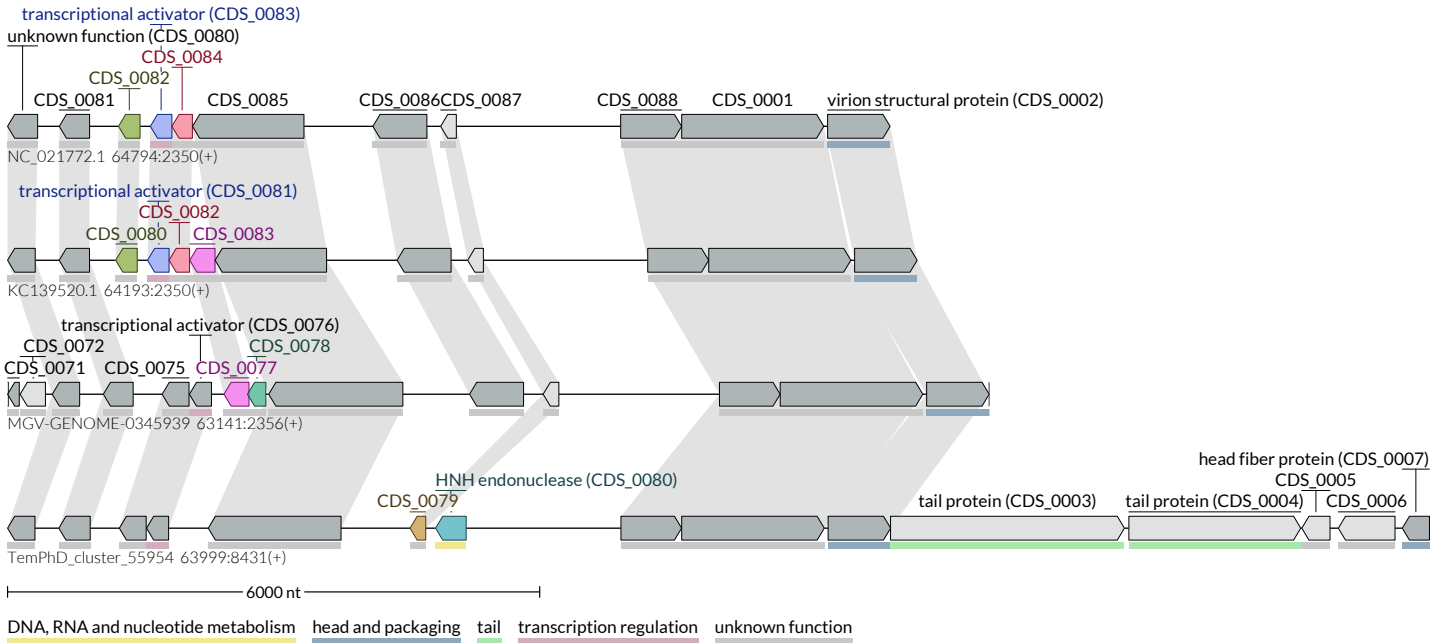 transcriptional activator (CDS_0083)
unknown function (CDS_0080)
CDS_0084
CDS_0082
CDS_0081 CDS_0085 CDS_0086 CDS_0087 CDS_0088 CDS_0001 virion structural protein (CDS_0002)
NC_021772.1 64794:2350(+)
transcriptional activator (CDS_0081)
CDS_0082
CDS_0080 CDS_0083
KC139520.1 64193:2350(+)
transcriptional activator (CDS_0076)
CDS_0072 CDS_0078
CDS_0071 CDS_0075 CDS_0077
MGV-GENOME-0345939 63141:2356(+)
head fiber protein (CDS_0007)
HNH endonuclease (CDS_0080) CDS_0005
CDS_0079 tail protein (CDS_0003) tail protein (CDS_0004) CDS_0006
TemPhD_cluster_55954 63999:8431(+)
6000 nt
DNA, RNA and nucleotide metabolism head and packaging tail transcription regulation unknown function